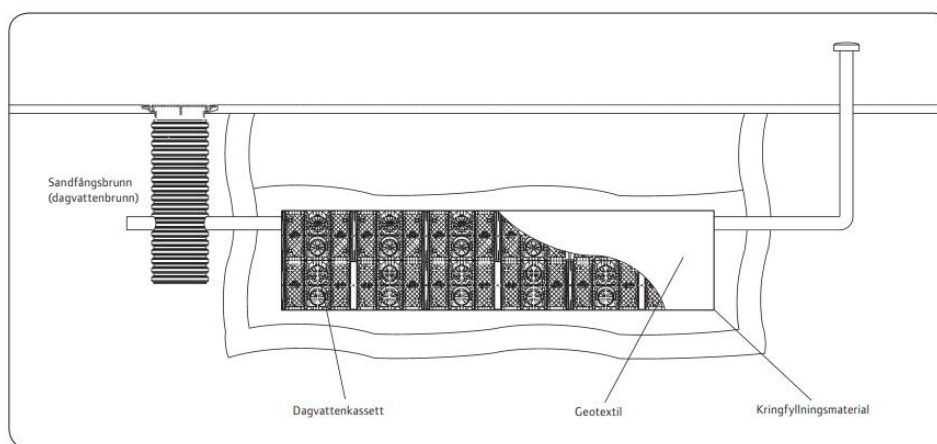 Sandfångsbrunn
(dagvattenbrunn)
Dagvattenkassett
Geotextil
Kringfyllningsmaterial